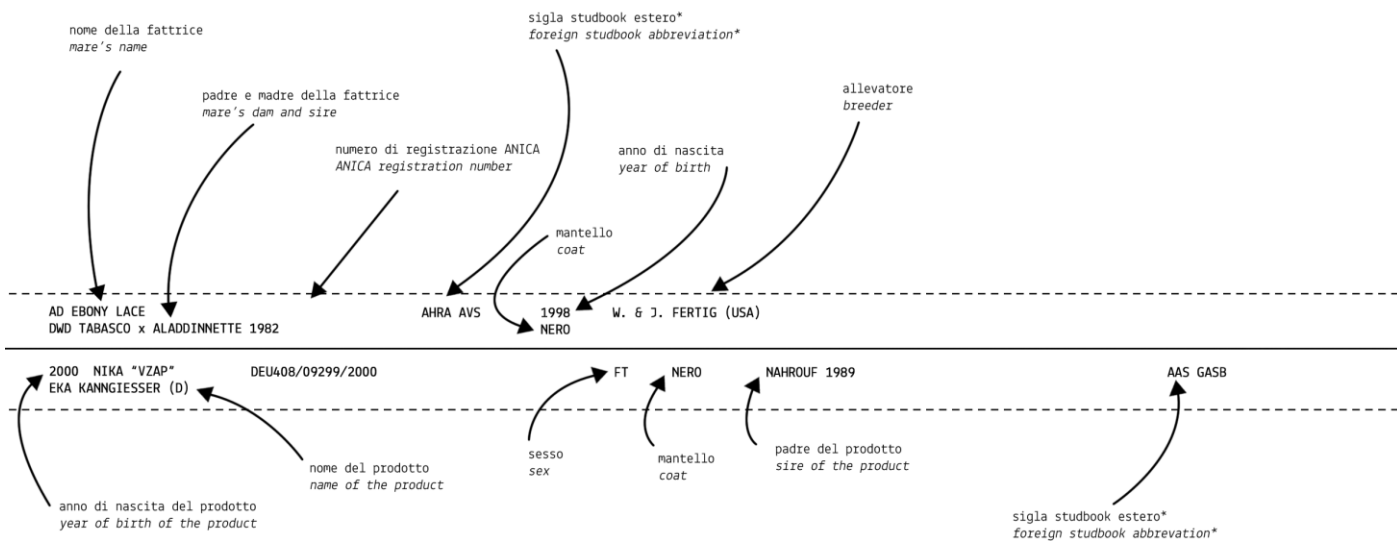 nome della fattrice
mare's name
sigla studbook estero*
foreign studbook abbreviation*
padre e madre della fattrice
mare's dam and sire
allevatore
breeder
numero di registrazione ANICA
ANICA registration number
anno di nascita
year of birth
mantello
coat
AD EBONY LACE AHRA AVS 1998 W. & J. FERTIG (USA)
DWD TABASCO x ALADDINNETTE 1982 NERO
2000 NIKA "VZAP" DEU408/09299/2000 FT NERO NAHROUF 1989 AAS GASB
EKA KANNGIESSER (D)
sesso
sex
mantello
coat
padre del prodotto
sire of the product
nome del prodotto
name of the product
anno di nascita del prodotto
year of birth of the product
sigla studbook estero*
foreign studbook abbrevation*